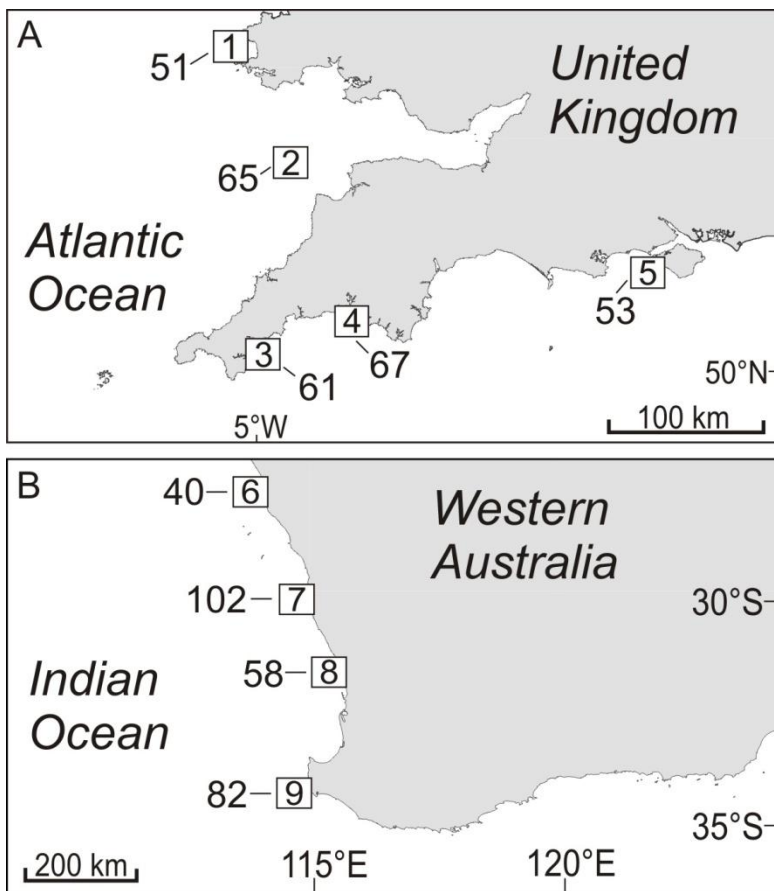 A
1
51
United
Kingdom
2
65
Atlantic
Ocean
5
53
4
3
67
61
50°N
5°W
100 km
B
40
6
Western
Australia
102
7
30°S
58
8
Indian
Ocean
82
9
35°S
200 km
115°E
120°E